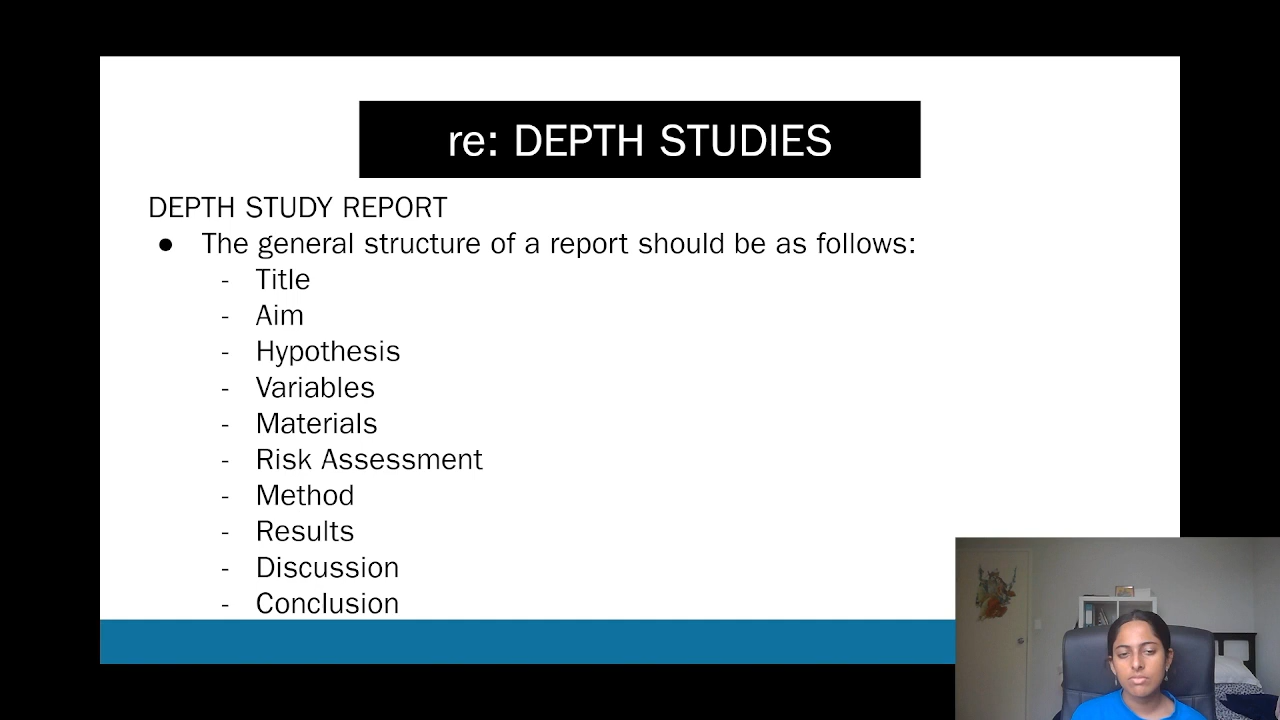 re: DEPTH STUDIES
DEPTH STUDY REPORT
● The general structure of a report should be as follows:
- Title
- Aim
- Hypothesis
- Variables
- Materials
- Risk Assessment
- Method
- Results
- Discussion
- Conclusion